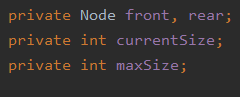 private Node front, rear;
private int currentSize;
private int maxSize;